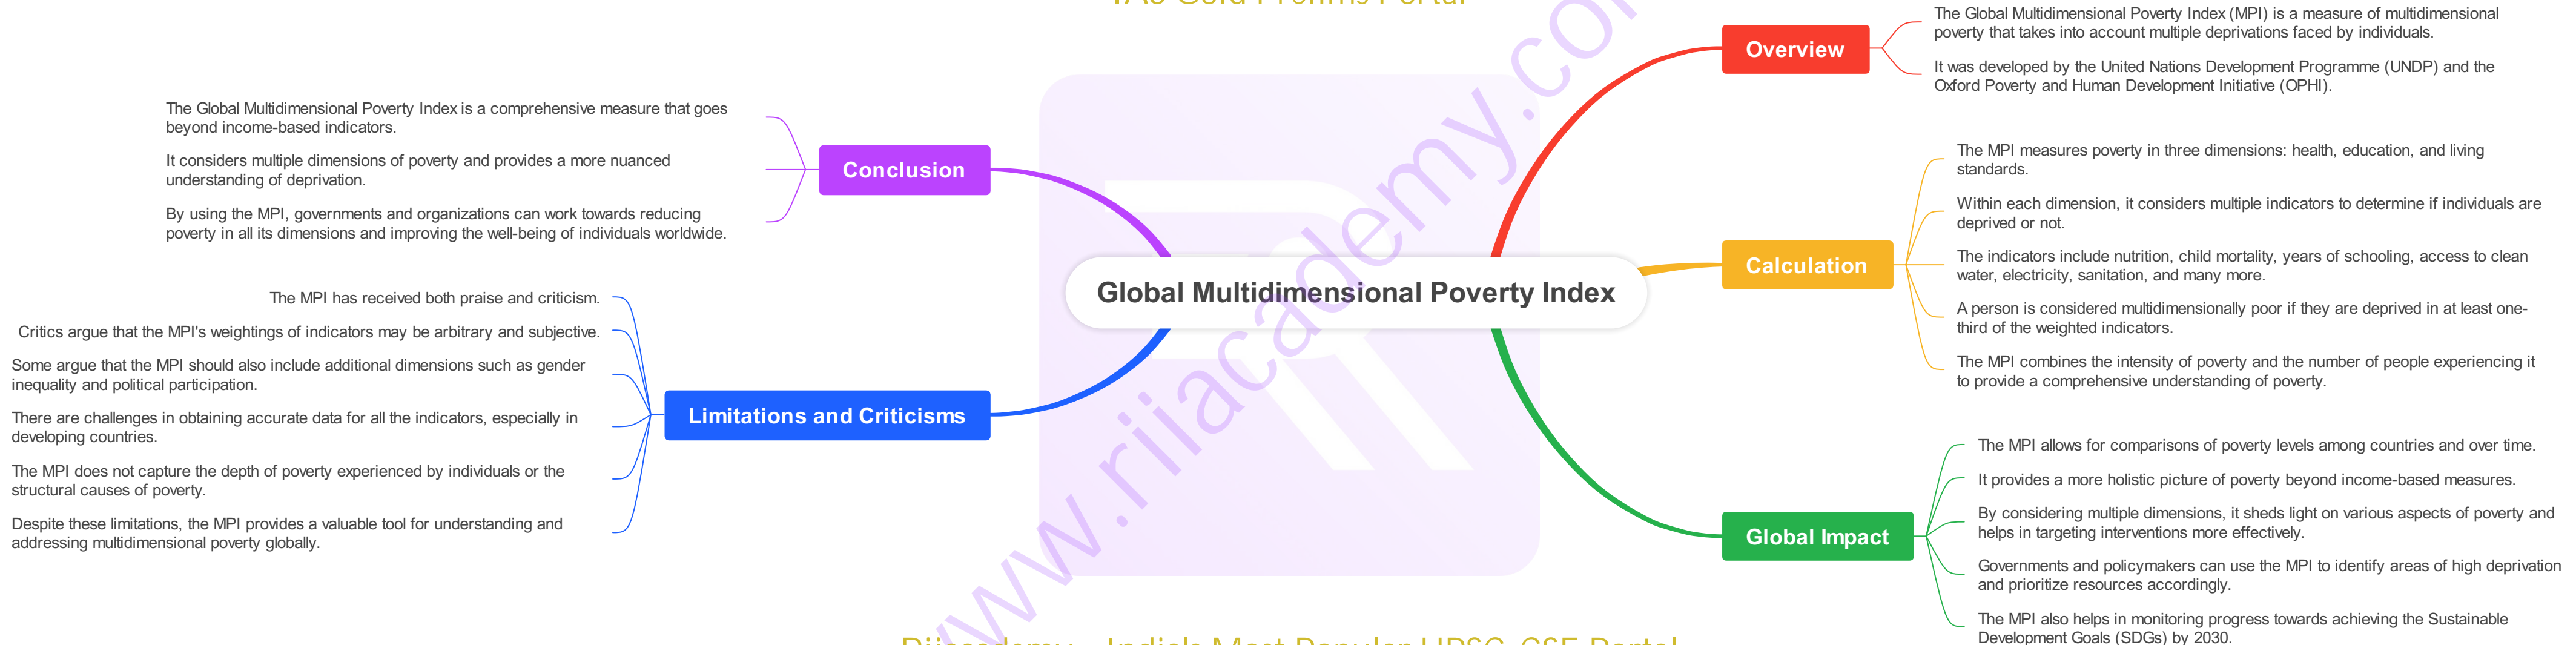 IAS Gold Prelims Portal
Overview
The Global Multidimensional Poverty Index (MPI) is a measure of multidimensional
poverty that takes into account multiple deprivations faced by individuals.
It was developed by the United Nations Development Programme (UNDP) and the
Oxford Poverty and Human Development Initiative (OPHI).
Calculation
The MPI measures poverty in three dimensions: health, education, and living
standards.
Within each dimension, it considers multiple indicators to determine if individuals are
deprived or not.
The indicators include nutrition, child mortality, years of schooling, access to clean
water, electricity, sanitation, and many more.
A person is considered multidimensionally poor if they are deprived in at least one-
third of the weighted indicators.
The MPI combines the intensity of poverty and the number of people experiencing it
to provide a comprehensive understanding of poverty.
Global Impact
The MPI allows for comparisons of poverty levels among countries and over time.
It provides a more holistic picture of poverty beyond income-based measures.
By considering multiple dimensions, it sheds light on various aspects of poverty and
helps in targeting interventions more effectively.
Governments and policymakers can use the MPI to identify areas of high deprivation
and prioritize resources accordingly.
The MPI also helps in monitoring progress towards achieving the Sustainable
Development Goals (SDGs) by 2030.
Global Multidimensional Poverty Index
Conclusion
The Global Multidimensional Poverty Index is a comprehensive measure that goes
beyond income-based indicators.
It considers multiple dimensions of poverty and provides a more nuanced
understanding of deprivation.
By using the MPI, governments and organizations can work towards reducing
poverty in all its dimensions and improving the well-being of individuals worldwide.
Limitations and Criticisms
The MPI has received both praise and criticism.
Critics argue that the MPI's weightings of indicators may be arbitrary and subjective.
Some argue that the MPI should also include additional dimensions such as gender
inequality and political participation.
There are challenges in obtaining accurate data for all the indicators, especially in
developing countries.
The MPI does not capture the depth of poverty experienced by individuals or the
structural causes of poverty.
Despite these limitations, the MPI provides a valuable tool for understanding and
addressing multidimensional poverty globally.
www.riiacademy.co
India's Most Popular UPSC-CSE Portal